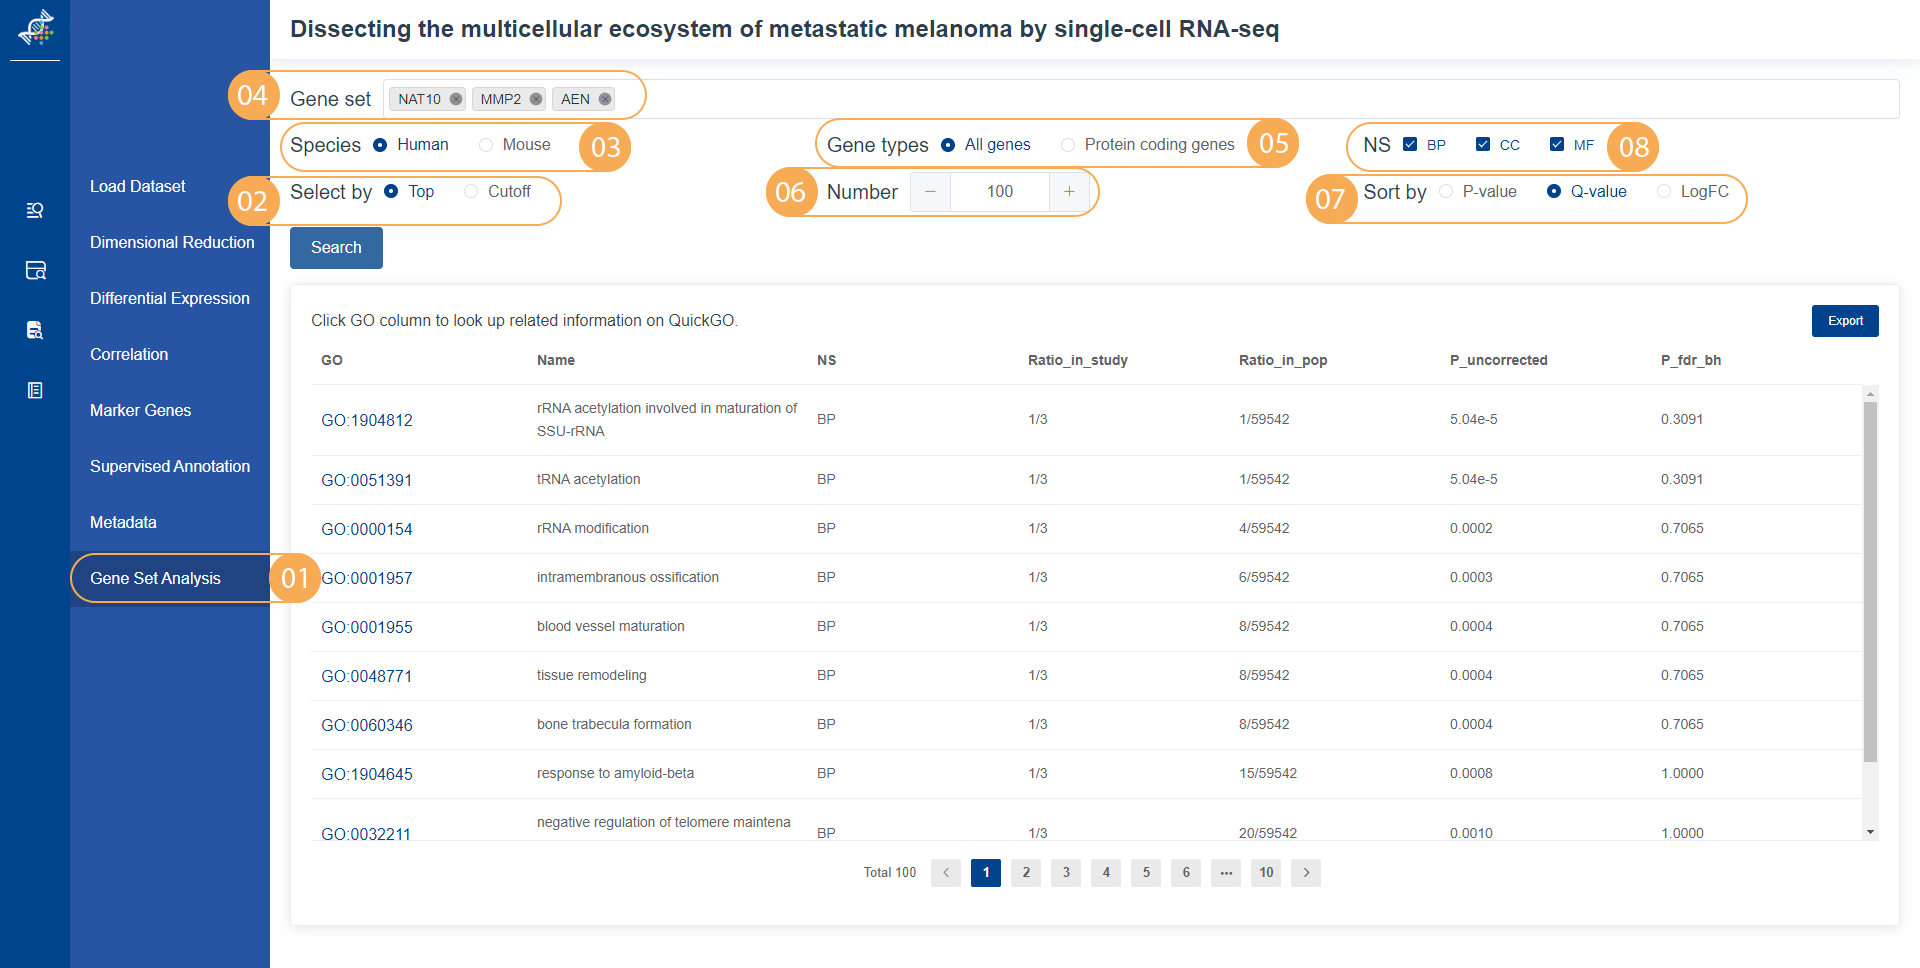 Dissecting the multicellular ecosystem of metastatic melanoma by single-cell RNA-seq
04 Gene set NAT10 MMP2 AEN
Species Human Mouse 03 Gene types All genes Protein coding genes 05 NS BP CC MF 08
02 Select by Top Cutoff 06 Number − 100 + 07 Sort by P-value Q-value LogFC
Search
Load Dataset
Dimensional Reduction
Differential Expression
Correlation
Marker Genes
Supervised Annotation
Metadata
Gene Set Analysis 01
Click GO column to look up related information on QuickGO. Export
GO Name NS Ratio_in_study Ratio_in_pop P_uncorrected P_fdr_bh
GO:1904812 rRNA acetylation involved in maturation of SSU-rRNA BP 1/3 1/59542 5.04e-5 0.3091
GO:0051391 tRNA acetylation BP 1/3 1/59542 5.04e-5 0.3091
GO:0000154 rRNA modification BP 1/3 4/59542 0.0002 0.7065
GO:0001957 intramembranous ossification BP 1/3 6/59542 0.0003 0.7065
GO:0001955 blood vessel maturation BP 1/3 8/59542 0.0004 0.7065
GO:0048771 tissue remodeling BP 1/3 8/59542 0.0004 0.7065
GO:0060346 bone trabecula formation BP 1/3 8/59542 0.0004 0.7065
GO:1904645 response to amyloid-beta BP 1/3 15/59542 0.0008 1.0000
GO:0032211 negative regulation of telomere maintena BP 1/3 20/59542 0.0010 1.0000
Total 100 < 1 2 3 4 5 6 ••• 10 >